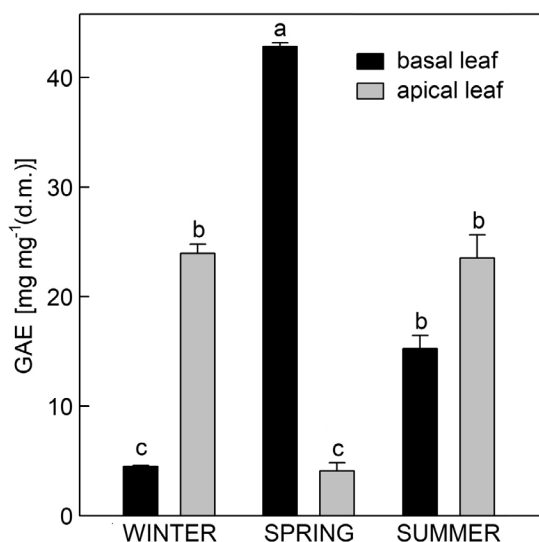 a
basal leaf
apical leaf
40
30
20
10
0
GAE [mg mg⁻¹(d.m.)]
b
b
b
c
c
WINTER SPRING SUMMER